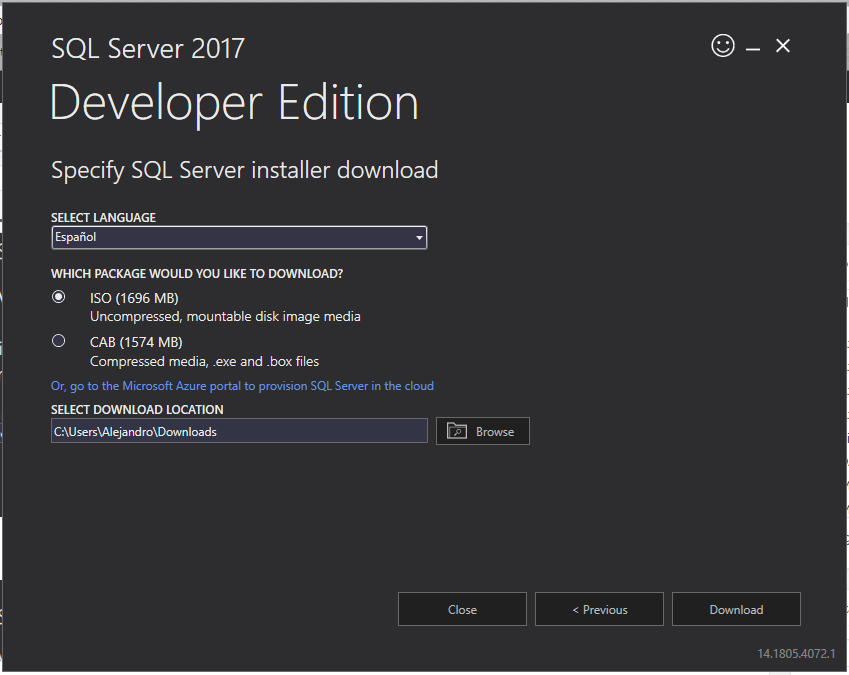 SQL Server 2017
Developer Edition
Specify SQL Server installer download
SELECT LANGUAGE
Español
WHICH PACKAGE WOULD YOU LIKE TO DOWNLOAD?
ISO (1696 MB)
Uncompressed, mountable disk image media
CAB (1574 MB)
Compressed media, .exe and .box files
Or, go to the Microsoft Azure portal to provision SQL Server in the cloud
SELECT DOWNLOAD LOCATION
C:\Users\Alejandro\Downloads
Browse
Close
< Previous
Download
14.1805.4072.1